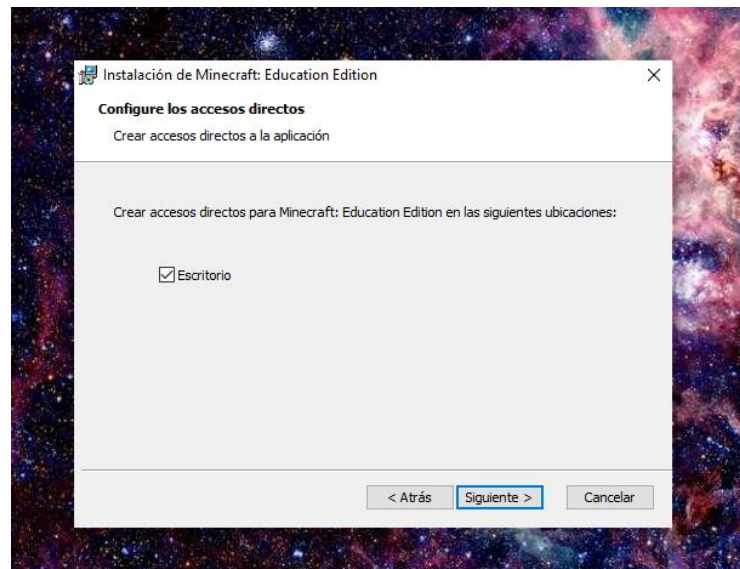 Instalación de Minecraft: Education Edition
Configure los accesos directos
Crear accesos directos a la aplicación
Crear accesos directos para Minecraft: Education Edition en las siguientes ubicaciones:
Escritorio
< Atrás
Siguiente >
Cancelar